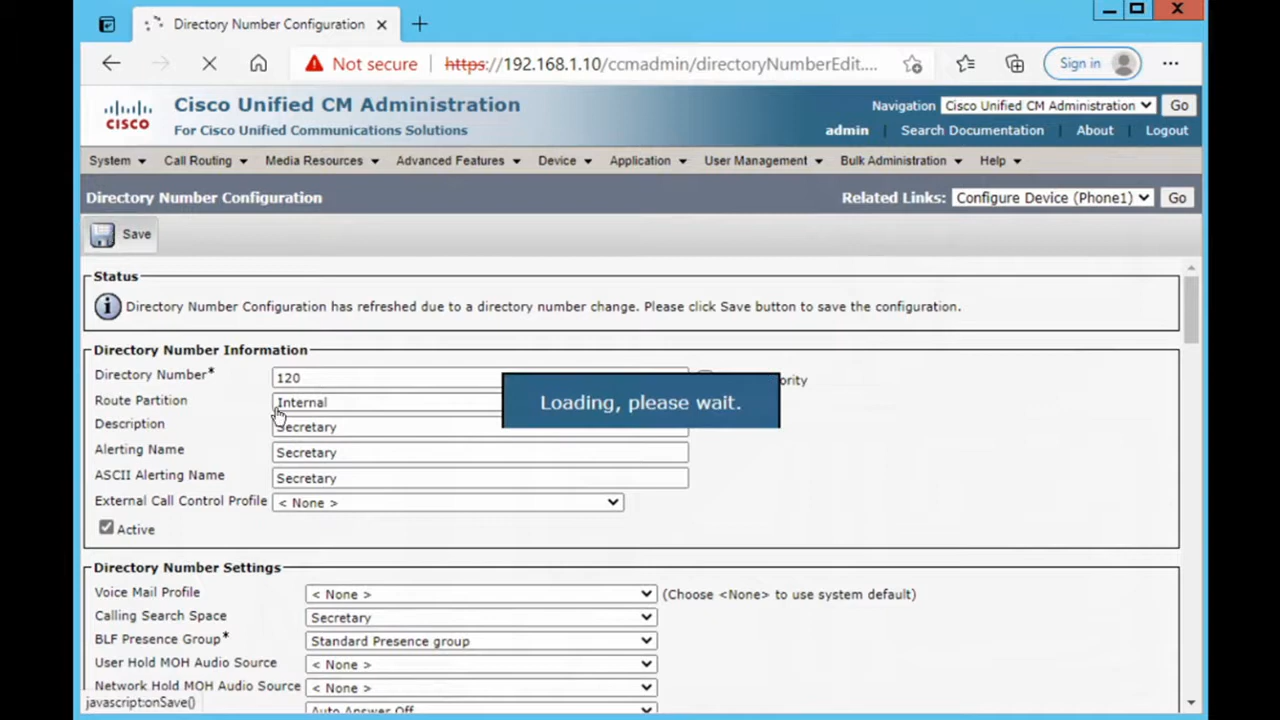 Directory Number Configuration
Not secure https://192.168.1.10/ccmadmin/directoryNumberEdit.... Sign in
CISCO
Cisco Unified CM Administration
For Cisco Unified Communications Solutions
Navigation Cisco Unified CM Administration Go
admin | Search Documentation | About | Logout
System Call Routing Media Resources Advanced Features Device Application User Management Bulk Administration Help
Directory Number Configuration Related Links: Configure Device (Phone1) Go
Save
Status
Directory Number Configuration has refreshed due to a directory number change. Please click Save button to save the configuration.
Directory Number Information
Directory Number* 120
Route Partition Internal
Loading, please wait.
Description Secretary
Alerting Name Secretary
ASCII Alerting Name Secretary
External Call Control Profile < None >
Active
Directory Number Settings
Voice Mail Profile < None > (Choose <None> to use system default)
Calling Search Space Secretary
BLF Presence Group* Standard Presence group
User Hold MOH Audio Source < None >
Network Hold MOH Audio Source < None >
javascript:onSave()
Auto Answer Off